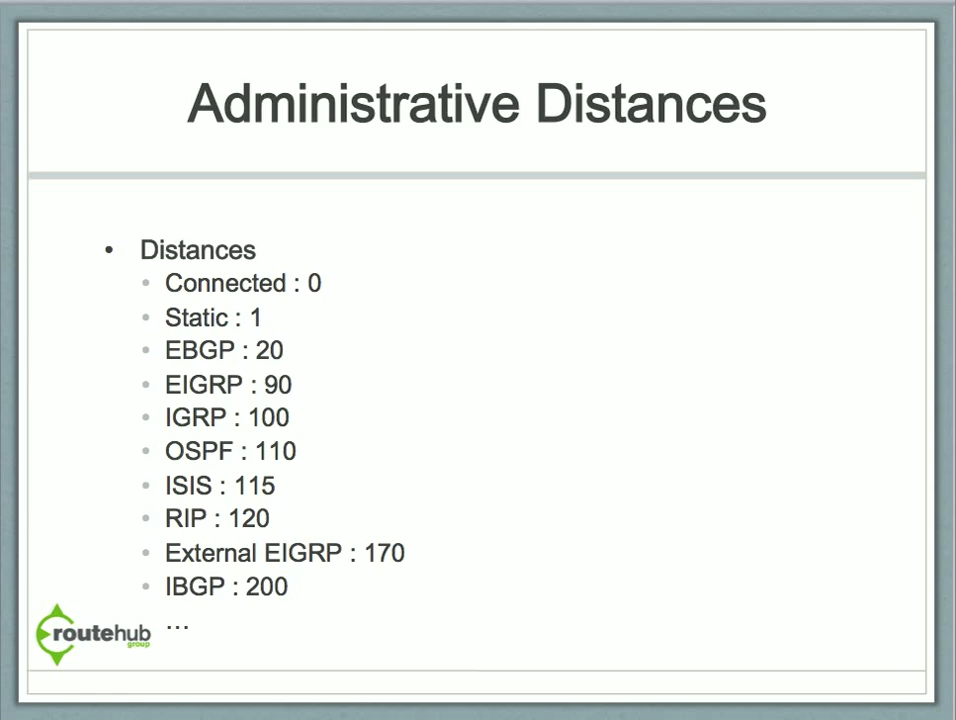 Administrative Distances
• Distances
• Connected : 0
• Static : 1
• EBGP : 20
• EIGRP : 90
• IGRP : 100
• OSPF : 110
• ISIS : 115
• RIP : 120
• External EIGRP : 170
• IBGP : 200
...
routehub
group